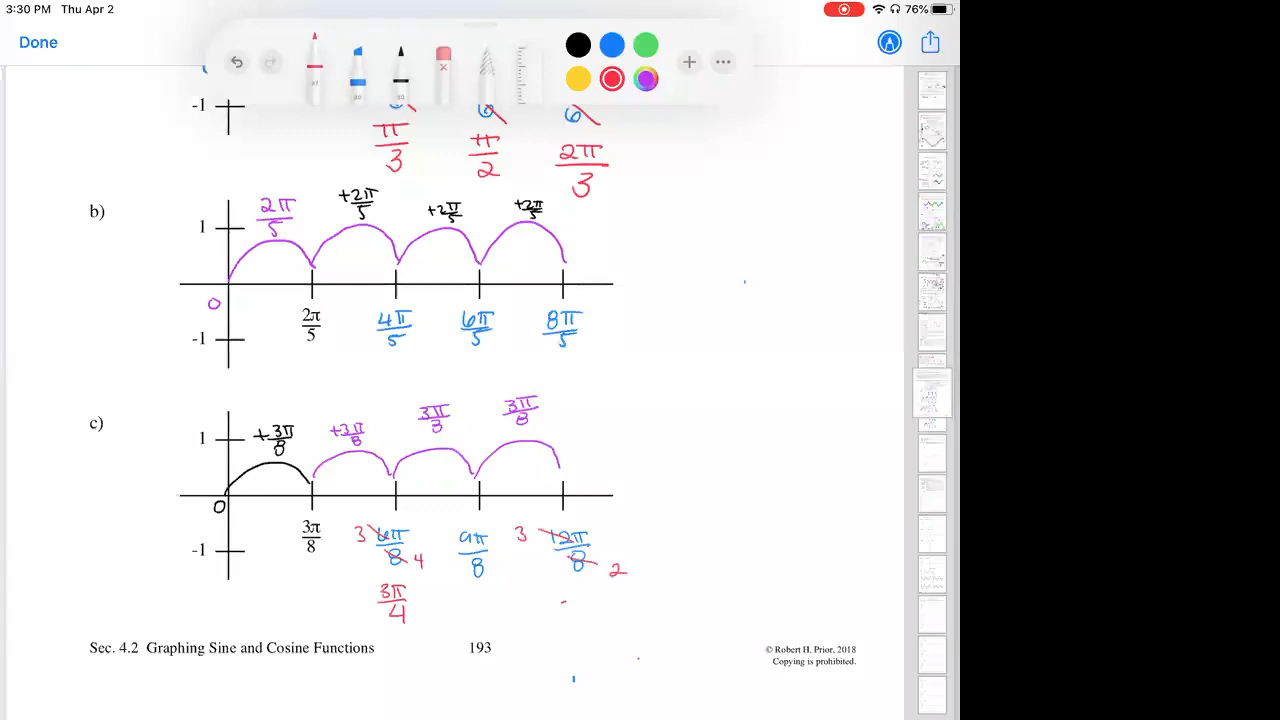 3:30 PM Thu Apr 2 76%
Done
-1 6 6 6
π/3 π/2 2π/3
b)
2π/5 +2π/5 +2π/5 +2π/5
1
0 2π/5 4π/5 6π/5 8π/5
-1
c)
+3π/8 +3π/8 3π/8 3π/8
1
0 3π/8 3 6π/8 4 9π/8 3 12π/8 2
-1
3π/4
Sec. 4.2 Graphing Sine and Cosine Functions 193 © Robert H. Prior, 2018
Copying is prohibited.